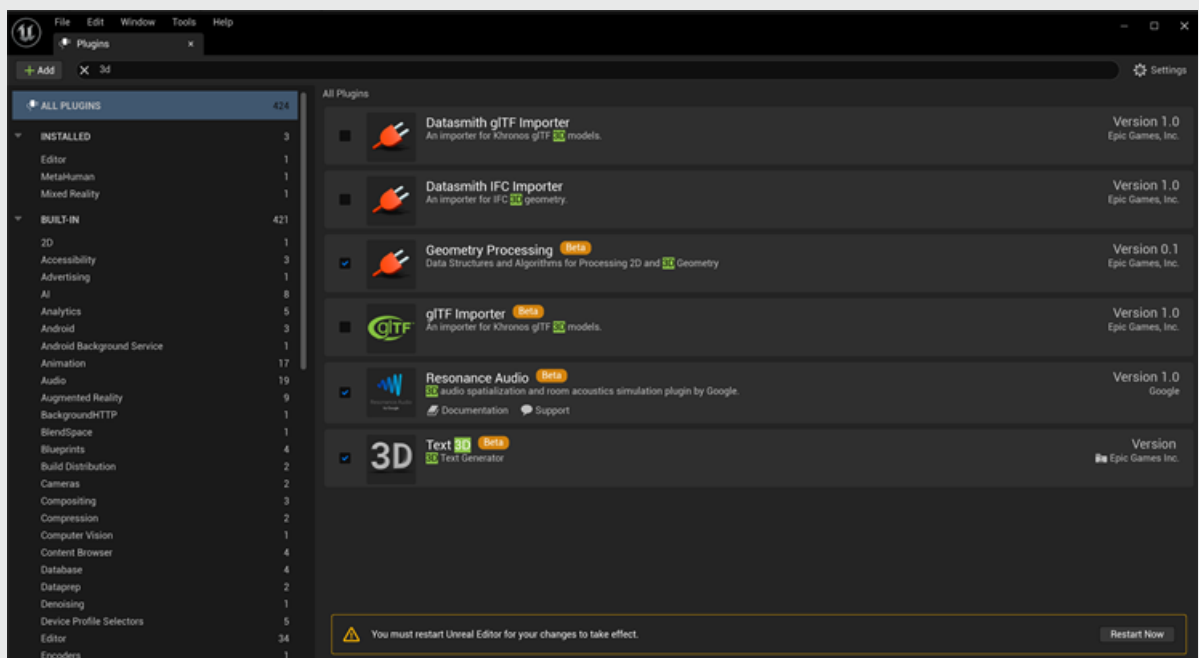 File Edit Window Tools Help
Plugins
Add 3d Settings
ALL PLUGINS 424
INSTALLED 3
Editor 1
MetaHuman 1
Mixed Reality 1
BUILT-IN 421
2D 1
Accessibility 3
Advertising 1
AI 8
Analytics 5
Android 3
Android Background Service 1
Animation 17
Audio 19
Augmented Reality 9
BackgroundHTTP 1
BlendSpace 1
Blueprints 4
Build Distribution 2
Cameras 2
Compositing 3
Compression 2
Computer Vision 1
Content Browser 4
Database 4
Dataprep 2
Denoising 1
Device Profile Selectors 5
Editor 34
Encoders 1
All Plugins
Datasmith glTF Importer Version 1.0
An importer for Khronos glTF 3D models. Epic Games, Inc.
Datasmith IFC Importer Version 1.0
An importer for IFC 3D geometry. Epic Games, Inc.
Geometry Processing Beta Version 0.1
Data Structures and Algorithms for Processing 2D and 3D Geometry Epic Games, Inc.
glTF
glTF Importer Beta Version 1.0
An importer for Khronos glTF 3D models. Epic Games, Inc.
Resonance Audio Beta Version 1.0
3D audio spatialization and room acoustics simulation plugin by Google. Google
Resonance Audio
Documentation Support
3D
Text 3D Beta Version
3D Text Generator Epic Games Inc.
You must restart Unreal Editor for your changes to take effect. Restart Now